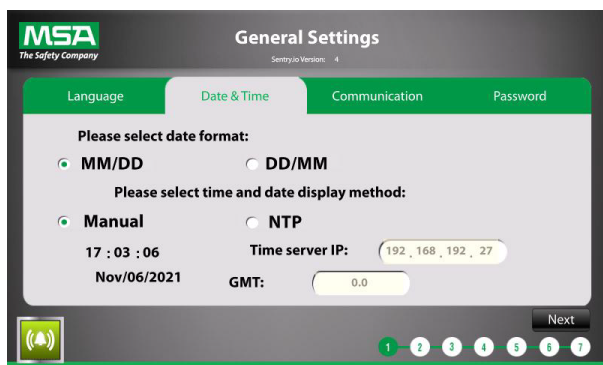 MSA
The Safety Company
General Settings
Sentry.io Version: 4
Language Date & Time Communication Password
Please select date format:
MM/DD DD/MM
Please select time and date display method:
Manual NTP
17 : 03 : 06 Time server IP: 192 . 168 . 192 . 27
Nov/06/2021 GMT: 0.0
Next
1 2 3 4 5 6 7